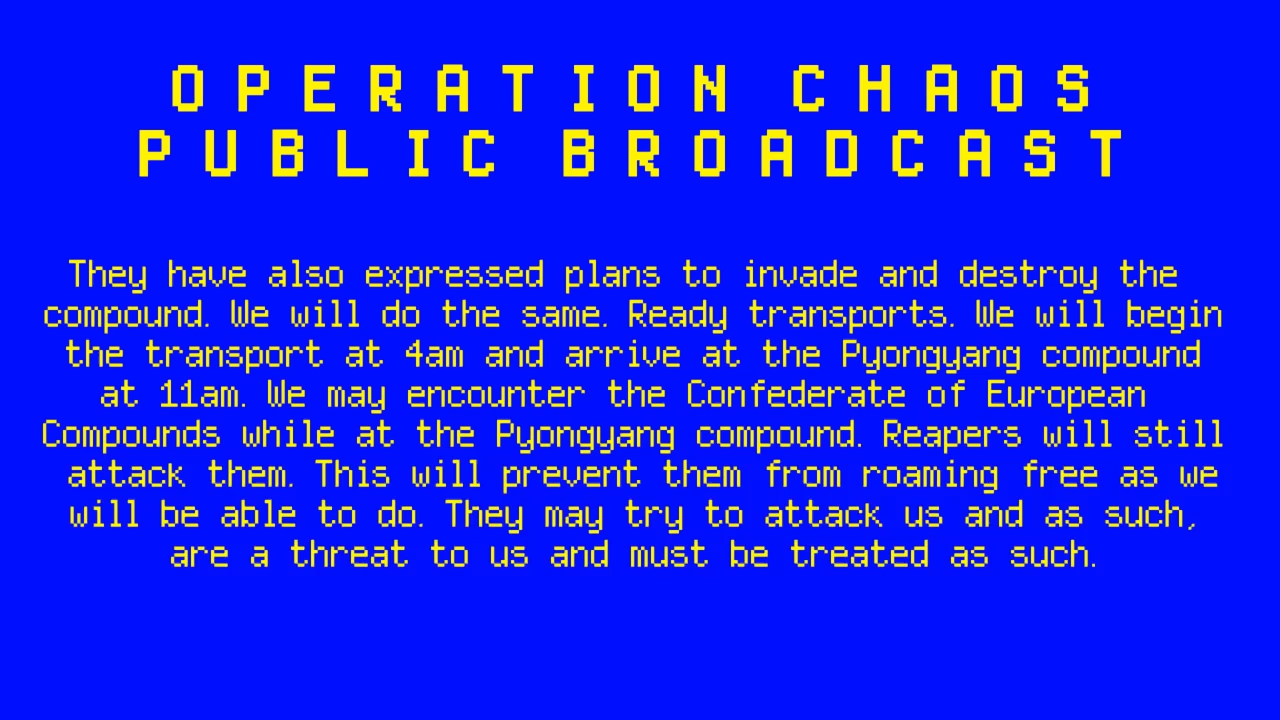 OPERATION CHAOS
PUBLIC BROADCAST
They have also expressed plans to invade and destroy the
compound. We will do the same. Ready transports. We will begin
the transport at 4am and arrive at the Pyongyang compound
at 11am. We may encounter the Confederate of European
Compounds while at the Pyongyang compound. Reapers will still
attack them. This will prevent them from roaming free as we
will be able to do. They may try to attack us and as such,
are a threat to us and must be treated as such.